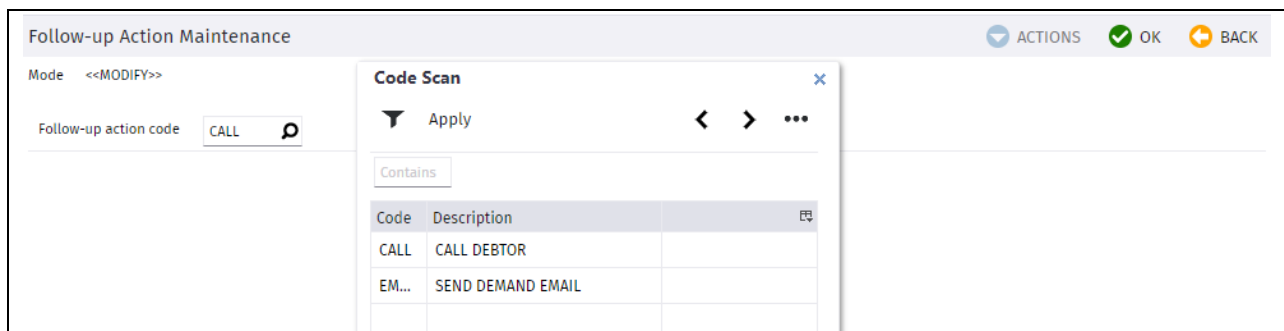 Follow-up Action Maintenance ACTIONS OK BACK
Mode <<MODIFY>>
Code Scan
Apply
Follow-up action code CALL
Contains
Code Description
CALL CALL DEBTOR
EM... SEND DEMAND EMAIL